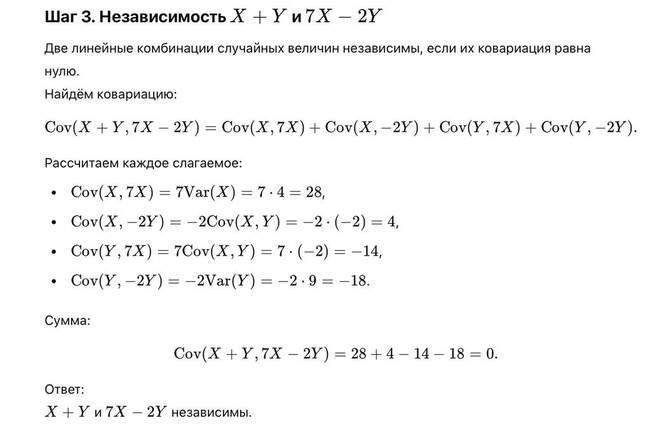 Шаг 3. Независимость X + Y и 7X − 2Y
Две линейные комбинации случайных величин независимы, если их ковариация равна
нулю.
Найдём ковариацию:
Cov(X + Y, 7X − 2Y) = Cov(X, 7X) + Cov(X, −2Y) + Cov(Y, 7X) + Cov(Y, −2Y).
Рассчитаем каждое слагаемое:
• Cov(X, 7X) = 7Var(X) = 7 · 4 = 28,
• Cov(X, −2Y) = −2Cov(X, Y) = −2 · (−2) = 4,
• Cov(Y, 7X) = 7Cov(X, Y) = 7 · (−2) = −14,
• Cov(Y, −2Y) = −2Var(Y) = −2 · 9 = −18.
Сумма:
Cov(X + Y, 7X − 2Y) = 28 + 4 − 14 − 18 = 0.
Ответ:
X + Y и 7X − 2Y независимы.